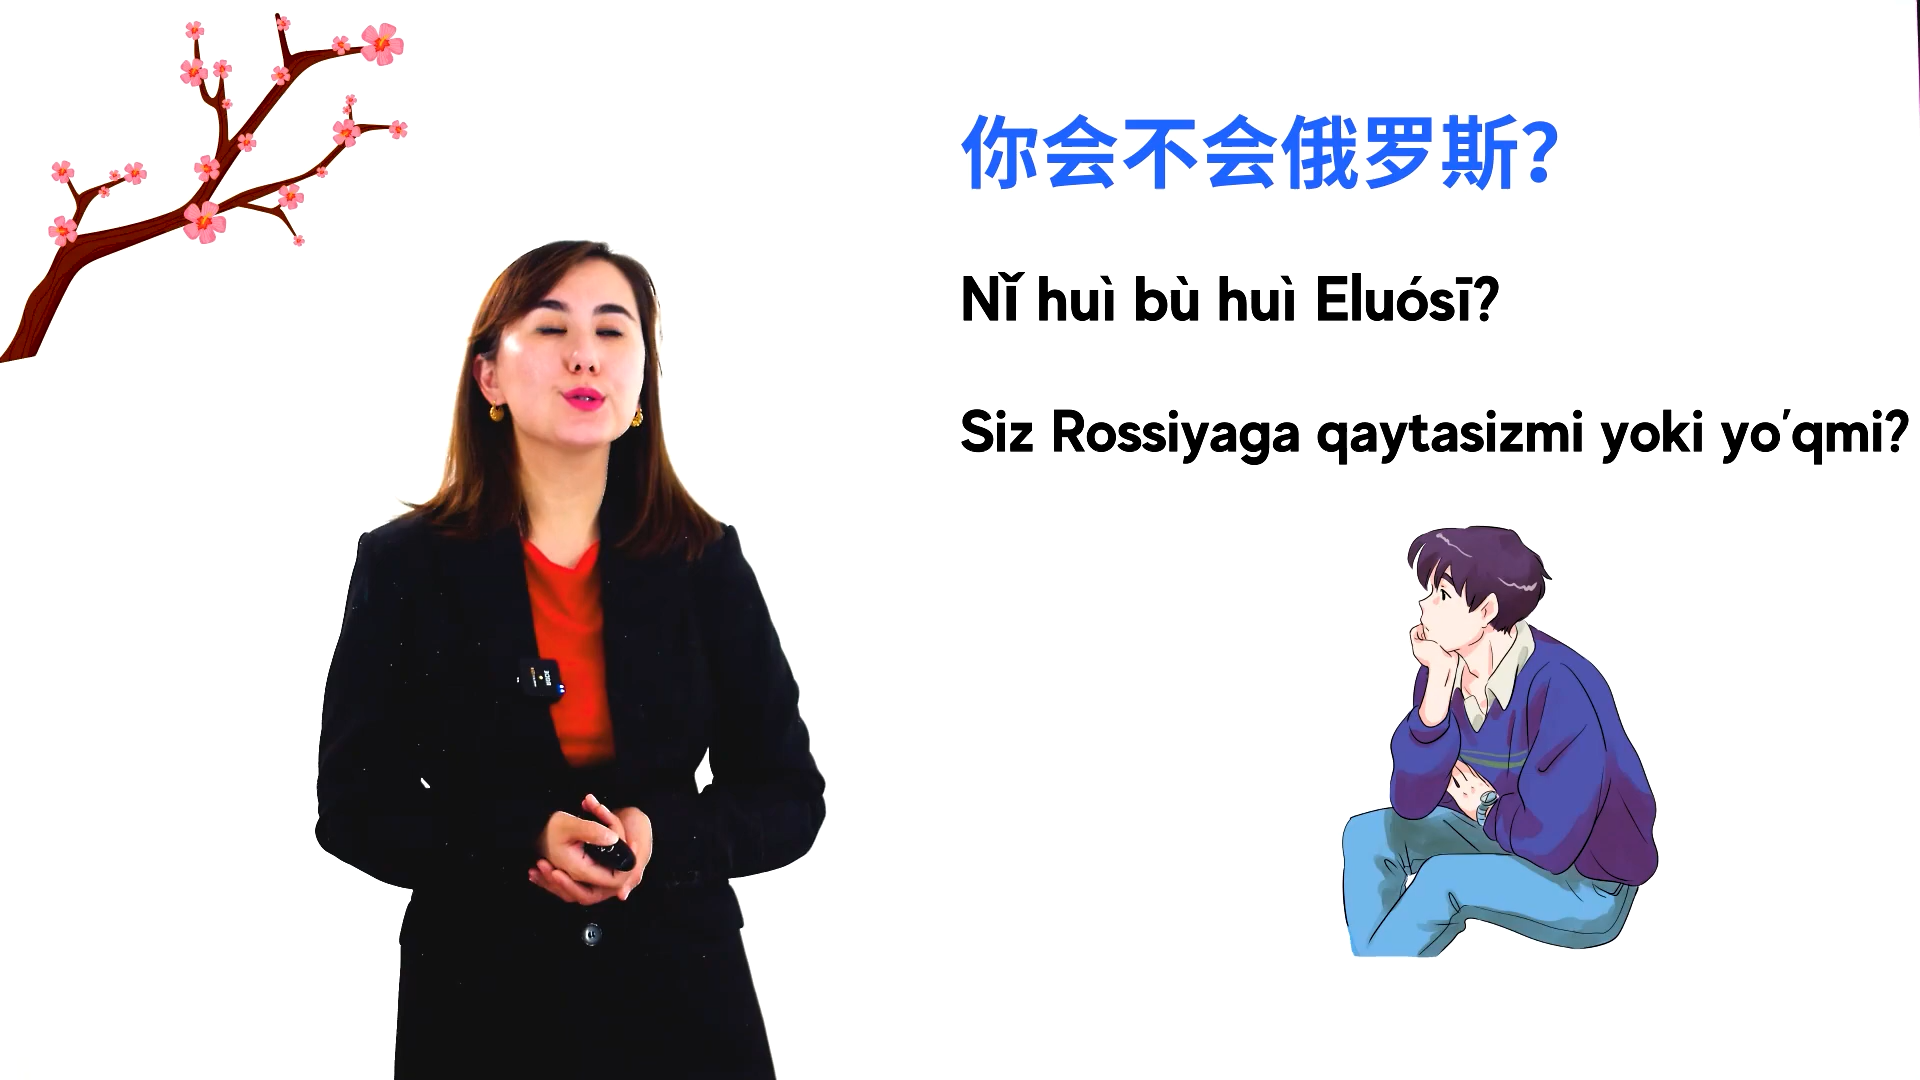 你会不会俄罗斯?
Nǐ huì bù huì Eluósī?
Siz Rossiyaga qaytasizmi yoki yo'qmi?